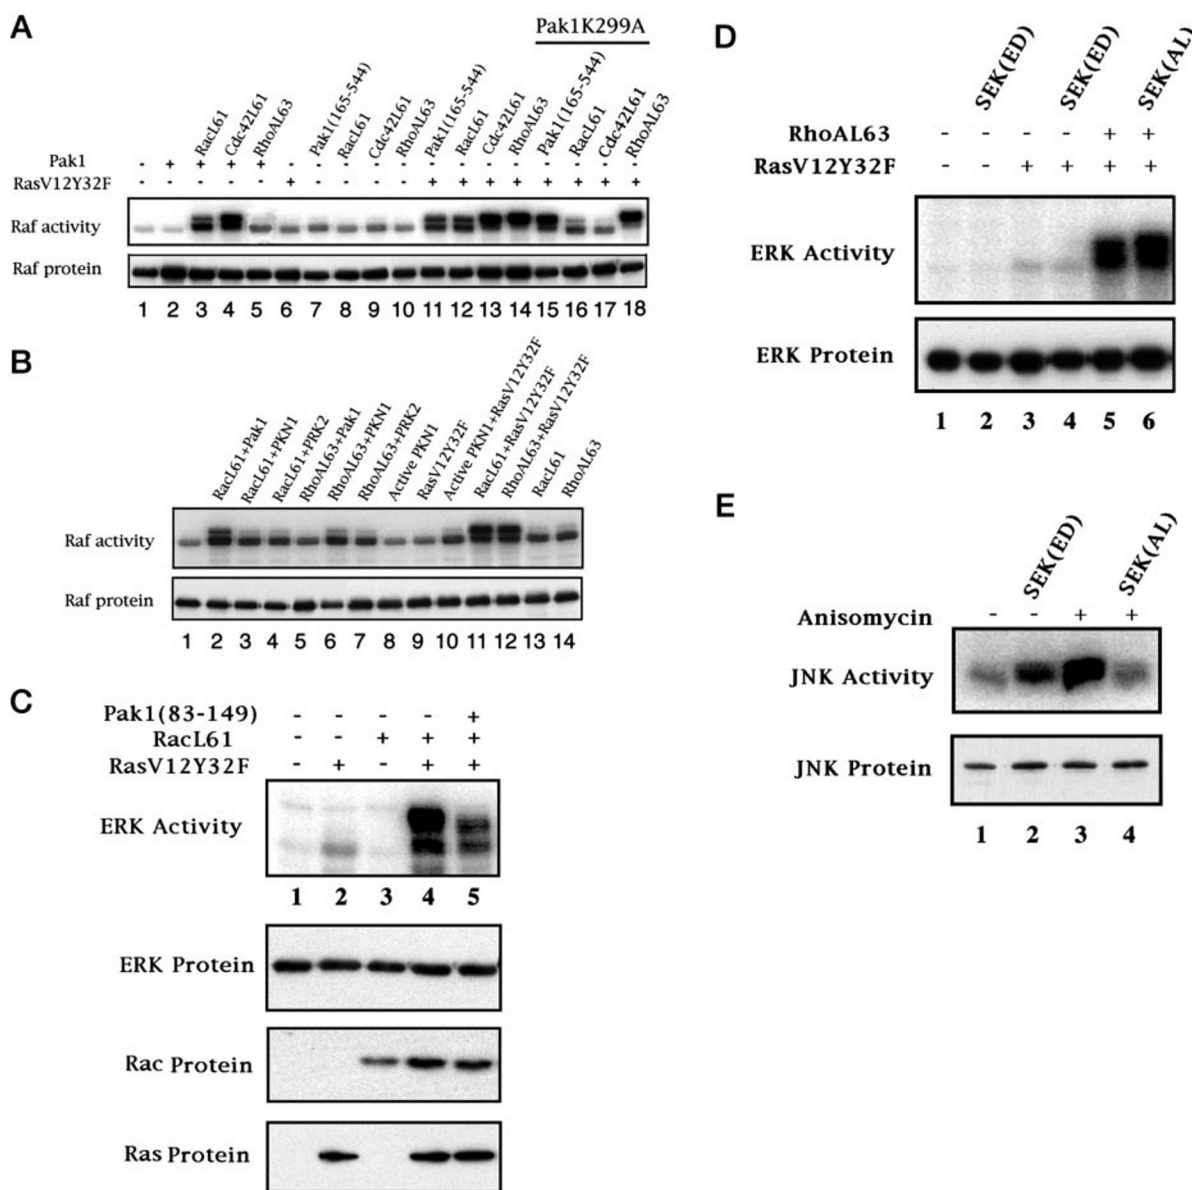 A
Pak1K299A
RacL61
Cdc42L61
RhoAL63
Pak1(165-544)
RacL61
Cdc42L61
RhoAL63
Pak1(165-544)
RacL61
Cdc42L61
RhoAL63
Pak1(165-544)
RacL61
Cdc42L61
RhoAL63
Pak1 - + + + + - - - - - - - - - - - - -
RasV12Y32F - - - - - + - - - - + + + + + + + +
Raf activity
Raf protein
1 2 3 4 5 6 7 8 9 10 11 12 13 14 15 16 17 18
B
RacL61+Pak1
RacL61+PKN1
RacL61+PRK2
RhoAL63+Pak1
RhoAL63+PKN1
RhoAL63+PRK2
Active PKN1
RasV12Y32F
Active PKN1+RasV12Y32F
RacL61+RasV12Y32F
RhoAL63+RasV12Y32F
RacL61
RhoAL63
Raf activity
Raf protein
1 2 3 4 5 6 7 8 9 10 11 12 13 14
C
Pak1(83-149) - - - - +
RacL61 - - + + +
RasV12Y32F - + - + +
ERK Activity
1 2 3 4 5
ERK Protein
Rac Protein
Ras Protein
D
SEK(ED)
SEK(ED)
SEK(AL)
RhoAL63 - - - - + +
RasV12Y32F - - + + + +
ERK Activity
ERK Protein
1 2 3 4 5 6
E
SEK(ED)
SEK(AL)
Anisomycin - - + +
JNK Activity
JNK Protein
1 2 3 4